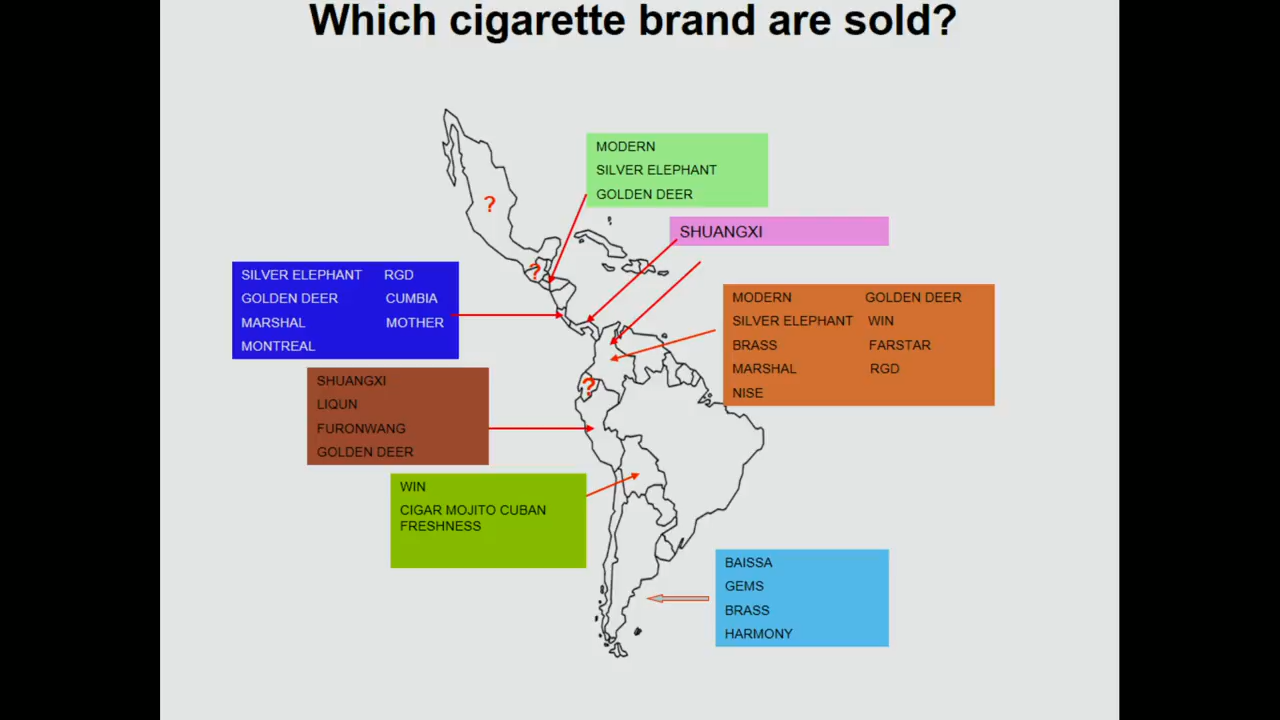 Which cigarette brand are sold?
MODERN
SILVER ELEPHANT
GOLDEN DEER
?
SHUANGXI
?
SILVER ELEPHANT RGD
GOLDEN DEER CUMBIA
MARSHAL MOTHER
MONTREAL
MODERN GOLDEN DEER
SILVER ELEPHANT WIN
BRASS FARSTAR
MARSHAL RGD
NISE
?
SHUANGXI
LIQUN
FURONWANG
GOLDEN DEER
WIN
CIGAR MOJITO CUBAN
FRESHNESS
BAISSA
GEMS
BRASS
HARMONY